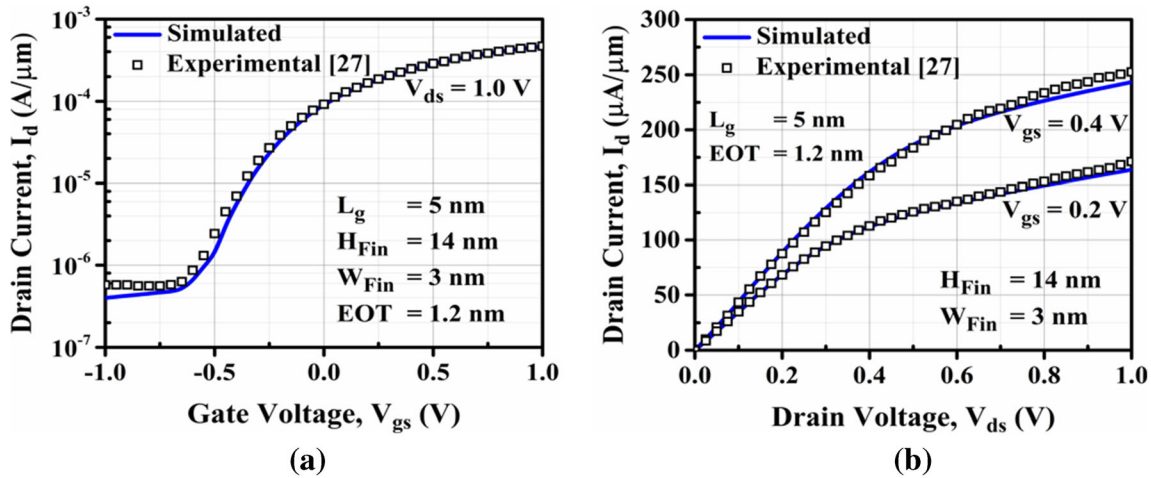 10⁻³
10⁻⁴
10⁻⁵
10⁻⁶
10⁻⁷
Drain Current, I_d (A/μm)
Simulated
Experimental [27]
V_ds = 1.0 V
L_g = 5 nm
H_Fin = 14 nm
W_Fin = 3 nm
EOT = 1.2 nm
-1.0 -0.5 0.0 0.5 1.0
Gate Voltage, V_gs (V)
(a)
300
250
200
150
100
50
0
Drain Current, I_d (μA/μm)
Simulated
Experimental [27]
L_g = 5 nm
EOT = 1.2 nm
V_gs = 0.4 V
V_gs = 0.2 V
H_Fin = 14 nm
W_Fin = 3 nm
0.0 0.2 0.4 0.6 0.8 1.0
Drain Voltage, V_ds (V)
(b)